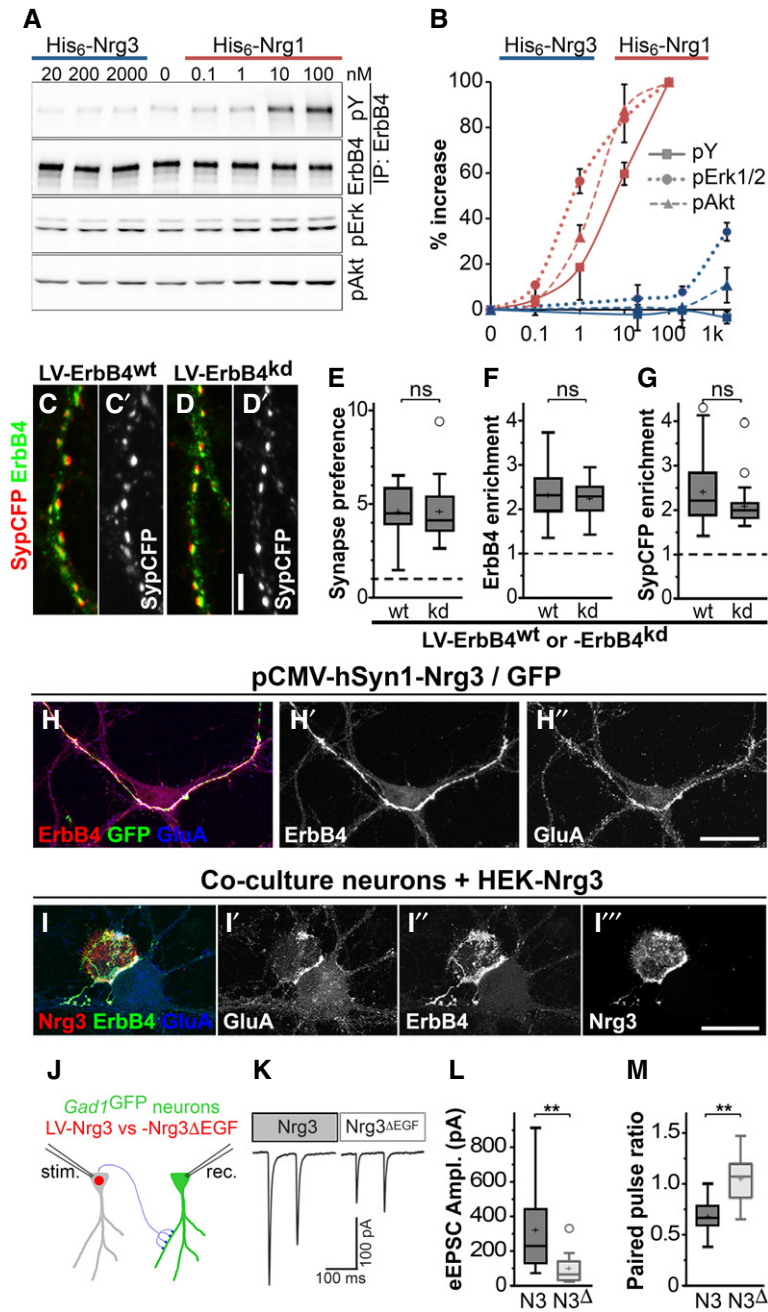 A
His6-Nrg3 His6-Nrg1
20 200 2000 0 0.1 1 10 100 nM
pY
ErbB4
IP: ErbB4
pErk
pAkt
B
His6-Nrg3 His6-Nrg1
% increase
100
80
60
40
20
0
pY
pErk1/2
pAkt
0 0.1 1 10 100 1k
LV-ErbB4wt LV-ErbB4kd
C C′ D D′
SypCFP ErbB4
SypCFP
SypCFP
E
ns
Synapse preference
10
5
0
wt kd
F
ns
ErbB4 enrichment
4
3
2
1
0
wt kd
G
ns
SypCFP enrichment
4
3
2
1
0
wt kd
LV-ErbB4wt or -ErbB4kd
pCMV-hSyn1-Nrg3 / GFP
H H′ H″
ErbB4 GFP GluA
ErbB4
GluA
Co-culture neurons + HEK-Nrg3
I I′ I″ I‴
Nrg3 ErbB4 GluA
GluA
ErbB4
Nrg3
J
Gad1GFP neurons
LV-Nrg3 vs -Nrg3ΔEGF
stim. rec.
K
Nrg3 Nrg3ΔEGF
100 pA
100 ms
L
**
eEPSC Ampl. (pA)
800
600
400
200
0
N3 N3Δ
M
**
Paired pulse ratio
1.5
1.0
0.5
0
N3 N3Δ